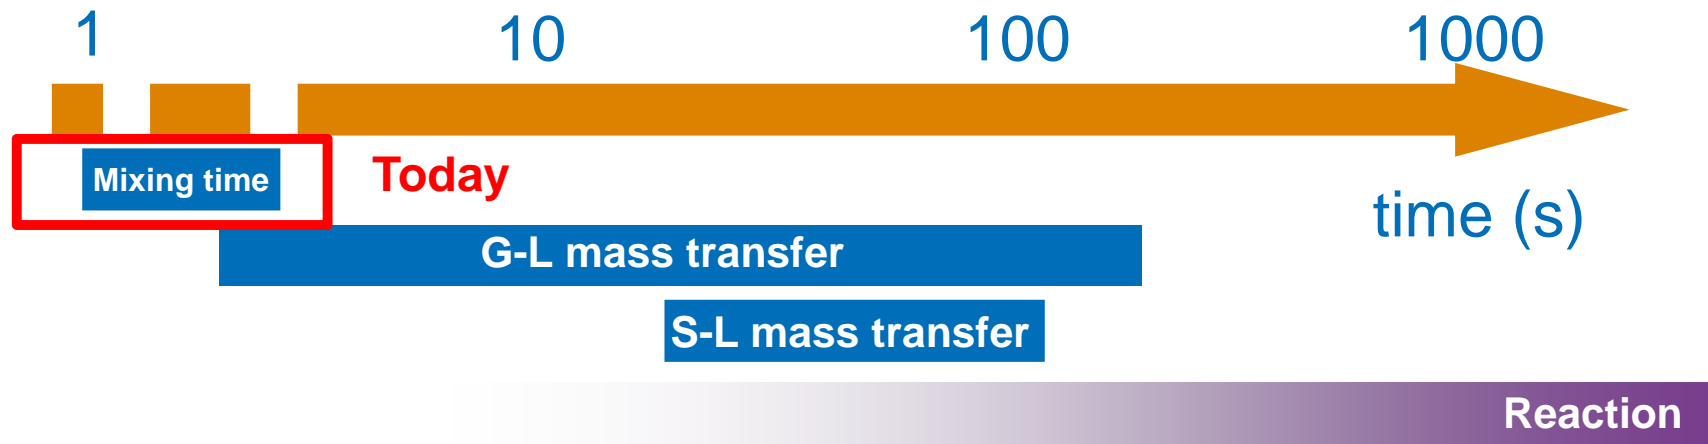 1 10 100 1000
Mixing time
Today
time (s)
G-L mass transfer
S-L mass transfer
Reaction